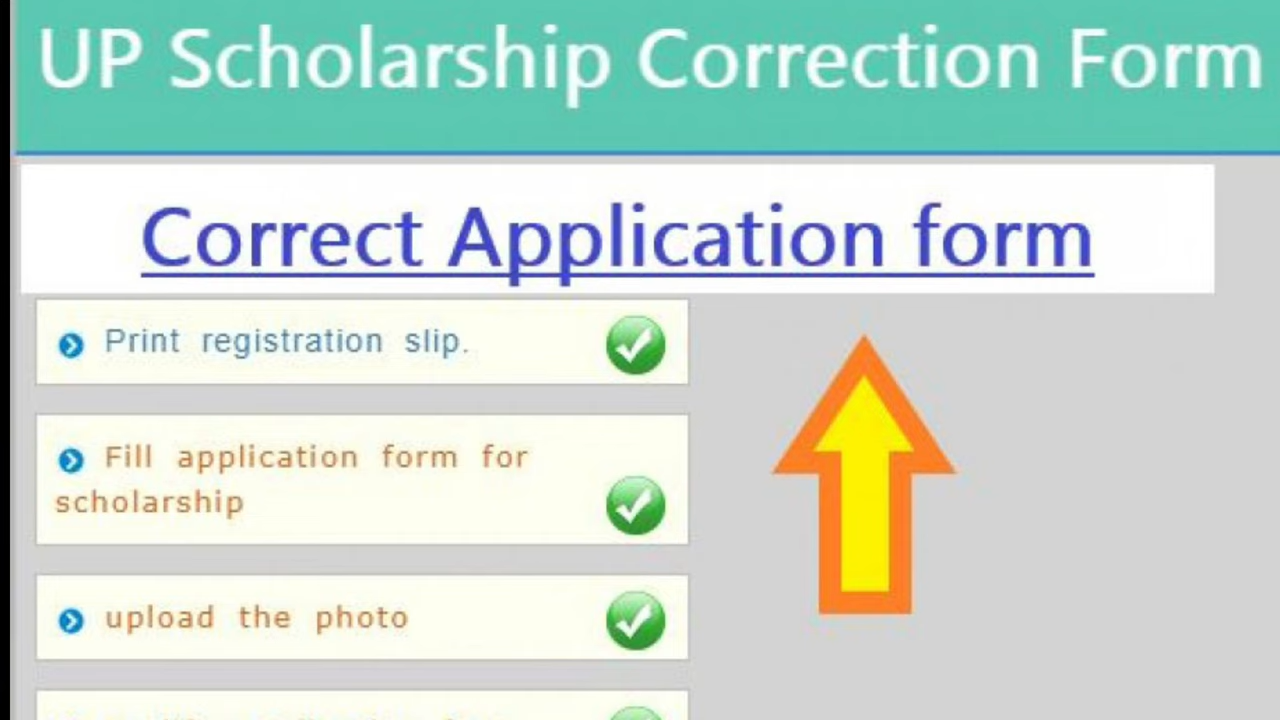 UP Scholarship Correction Form
Correct Application form
Print registration slip.
Fill application form for
scholarship
upload the photo